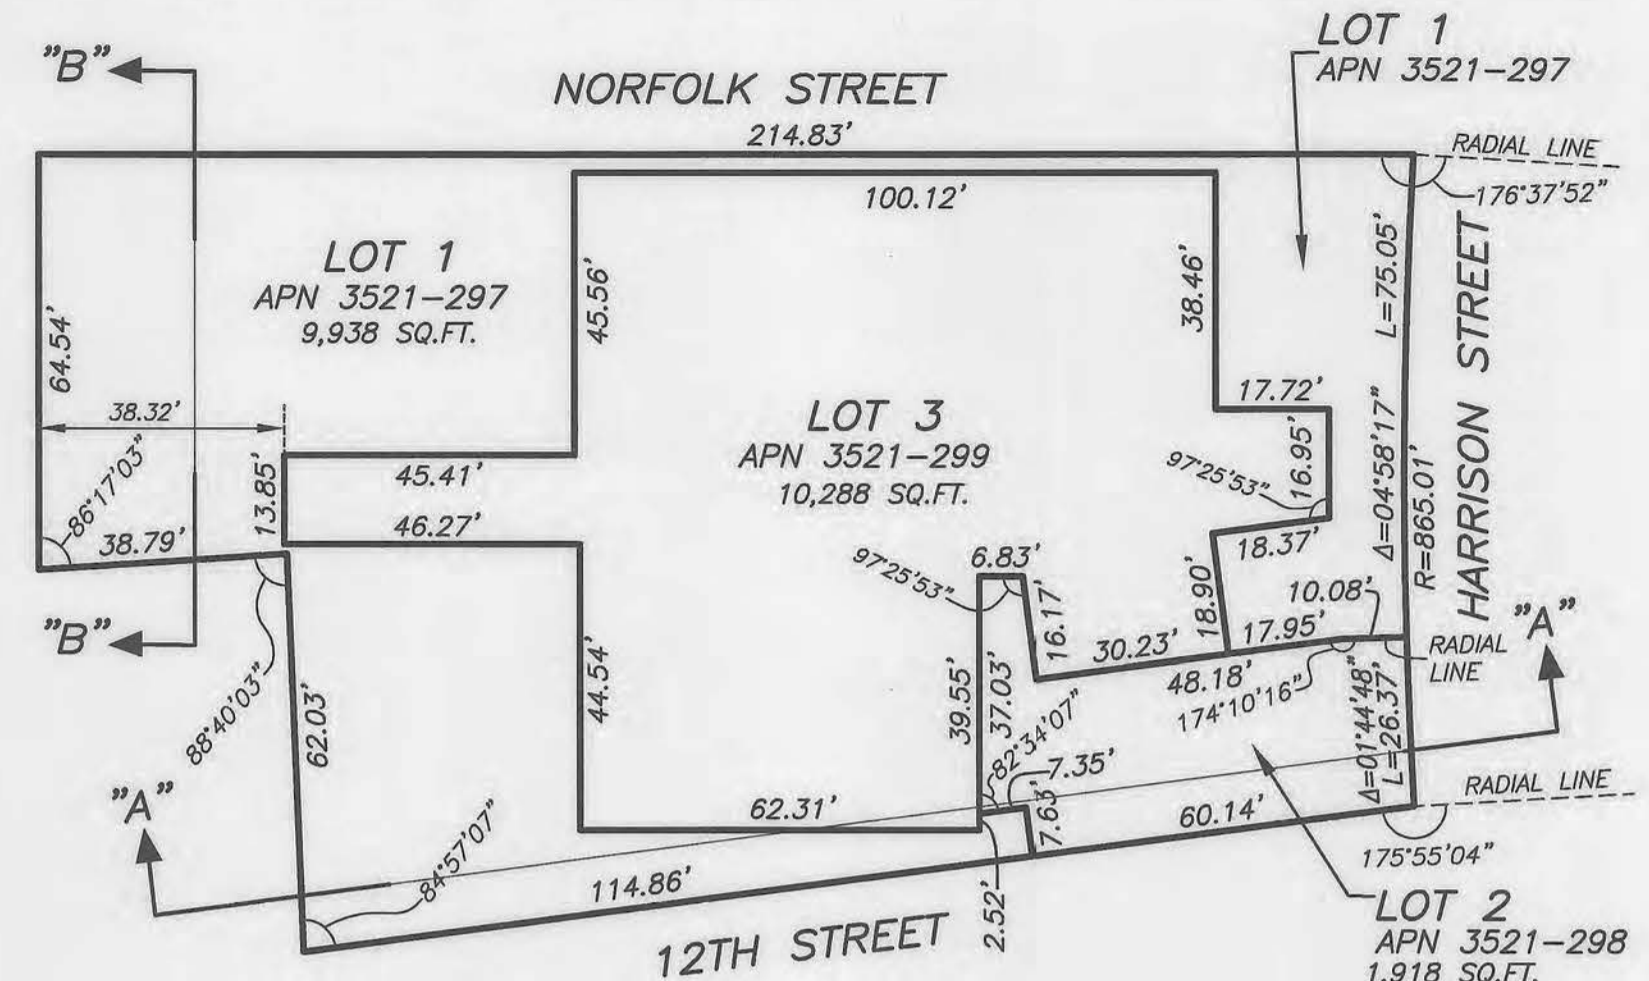 LOT 1
APN 3521-297
"B"
NORFOLK STREET
214.83'
RADIAL LINE
176°37'52"
100.12'
LOT 1
APN 3521-297
9,938 SQ.FT.
64.54'
45.56'
38.46'
L=75.05'
HARRISON STREET
38.32'
17.72'
LOT 3
APN 3521-299
10,288 SQ.FT.
86°17'03"
45.41'
13.85'
97°25'53"
16.95'
Δ=04°58'17"
R=865.01'
38.79'
46.27'
18.37'
97°25'53"
6.83'
16.17'
18.90'
10.08'
17.95'
"A"
"B"
30.23'
48.18'
174°10'16"
RADIAL
LINE
88°40'03"
62.03'
44.54'
39.55'
37.03'
82°34'07"
7.35'
Δ=01°44'48"
L=26.37'
"A"
62.31'
7.63'
60.14'
RADIAL LINE
84°57'07"
175°55'04"
114.86'
2.52'
12TH STREET
LOT 2
APN 3521-298
1,918 SQ.FT.